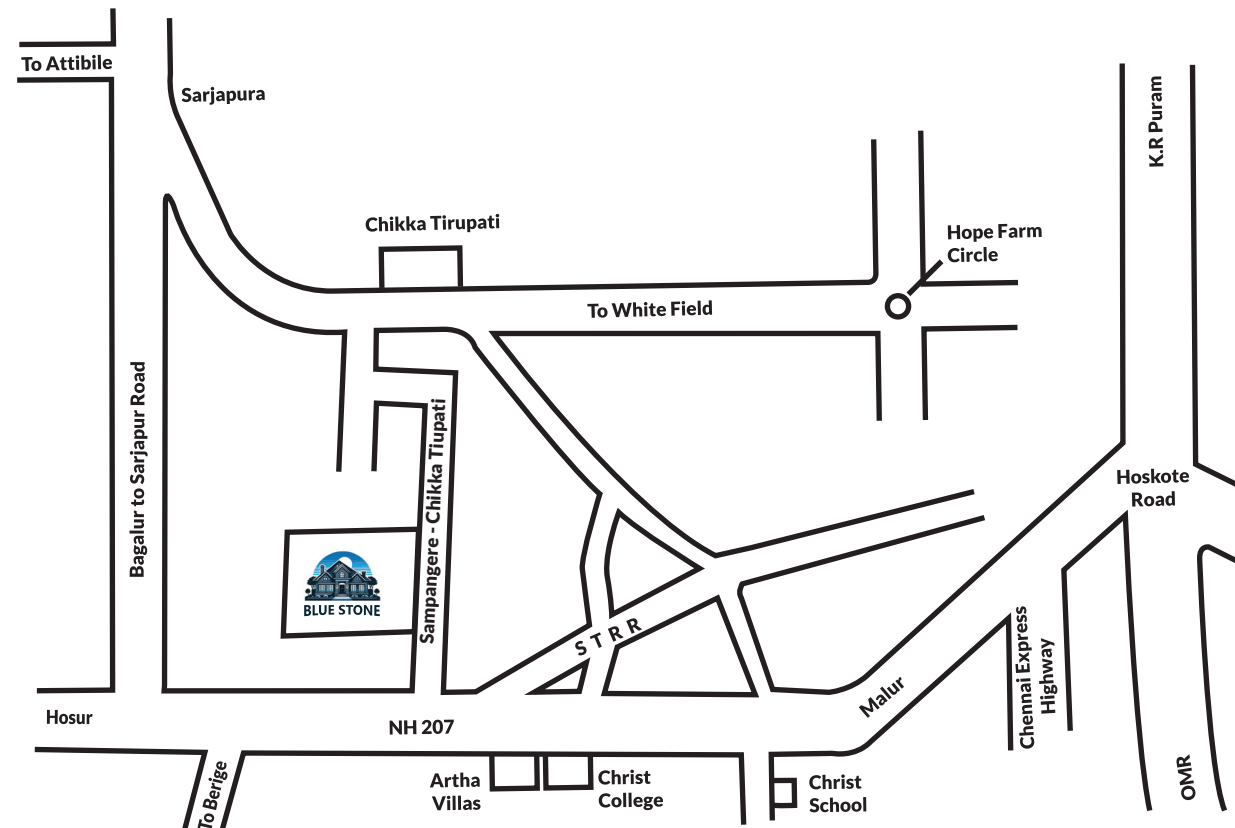 To Attibile
Sarjapura
K.R Puram
Chikka Tirupati
Hope Farm
Circle
To White Field
Bagalur to Sarjapur Road
Sampangere - Chikka Tiupati
Hoskote
Road
BLUE STONE
STRR
Chennai Express
Highway
Malur
Hosur
NH 207
To Berige
Artha
Villas
Christ
College
Christ
School
OMR